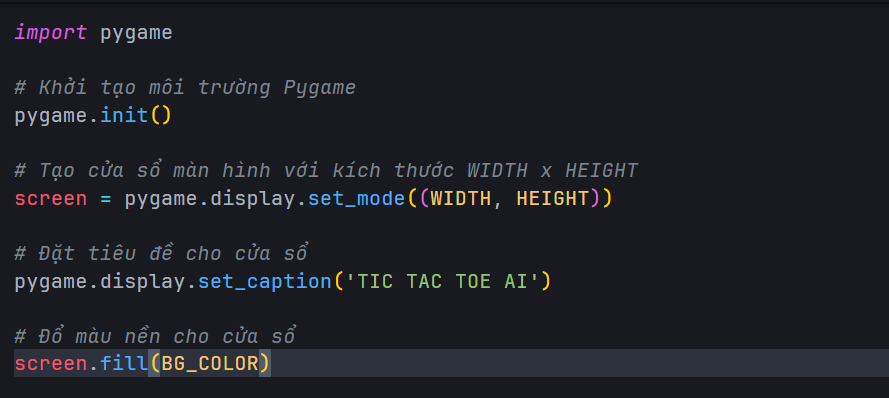 import pygame
# Khởi tạo môi trường Pygame
pygame.init()
# Tạo cửa sổ màn hình với kích thước WIDTH x HEIGHT
screen = pygame.display.set_mode((WIDTH, HEIGHT))
# Đặt tiêu đề cho cửa sổ
pygame.display.set_caption('TIC TAC TOE AI')
# Đổ màu nền cho cửa sổ
screen.fill(BG_COLOR)